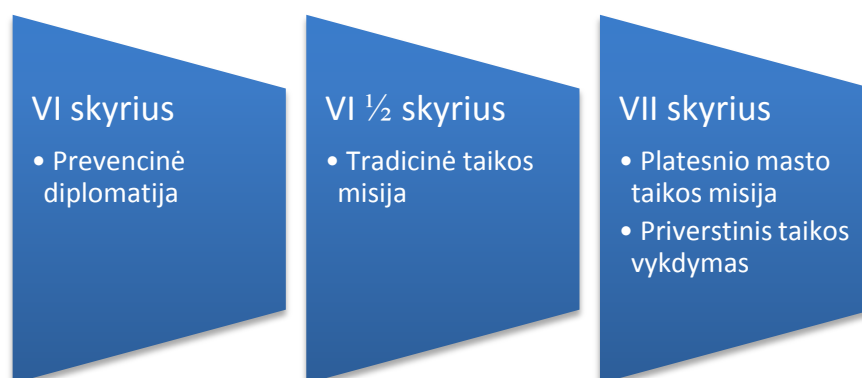 VI skyrius
• Prevencinė
diplomatija
VI ½ skyrius
• Tradicinė taikos
misija
VII skyrius
• Platesnio masto
taikos misija
• Priverstinis taikos
vykdymas